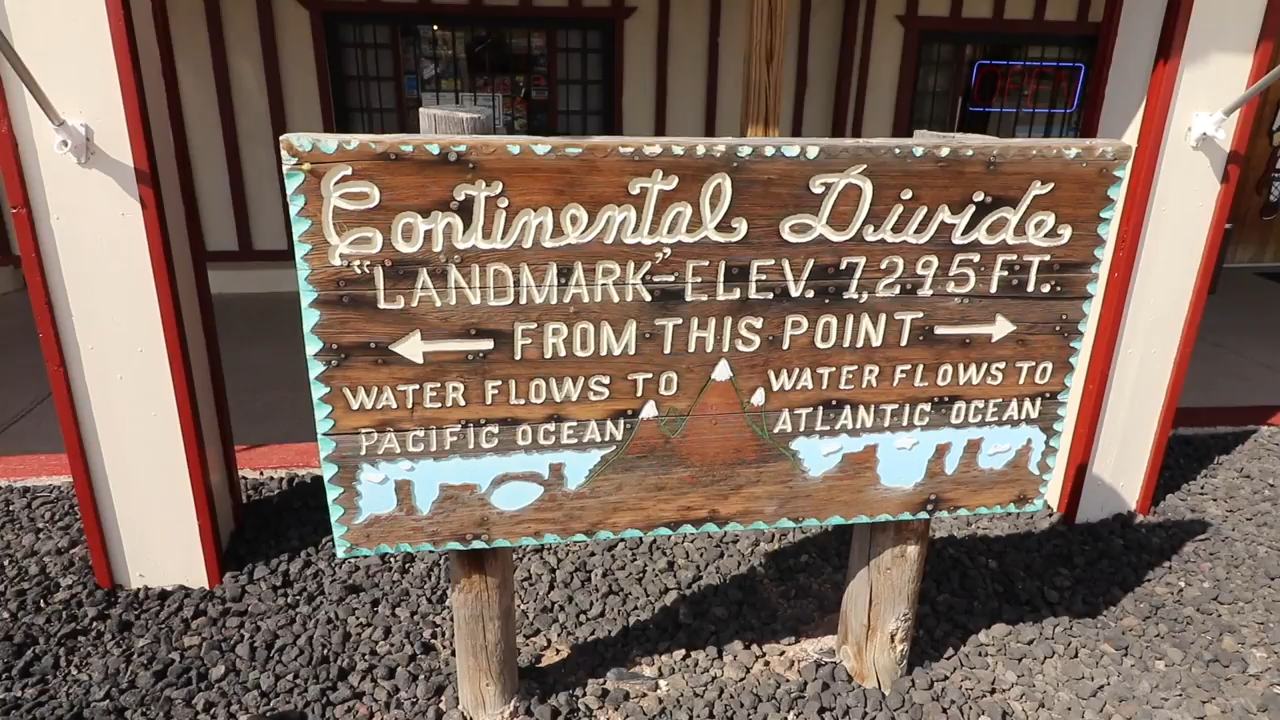 OPEN
Continental Divide
"LANDMARK"-ELEV. 7,295 FT.
← FROM THIS POINT →
WATER FLOWS TO
PACIFIC OCEAN
WATER FLOWS TO
ATLANTIC OCEAN